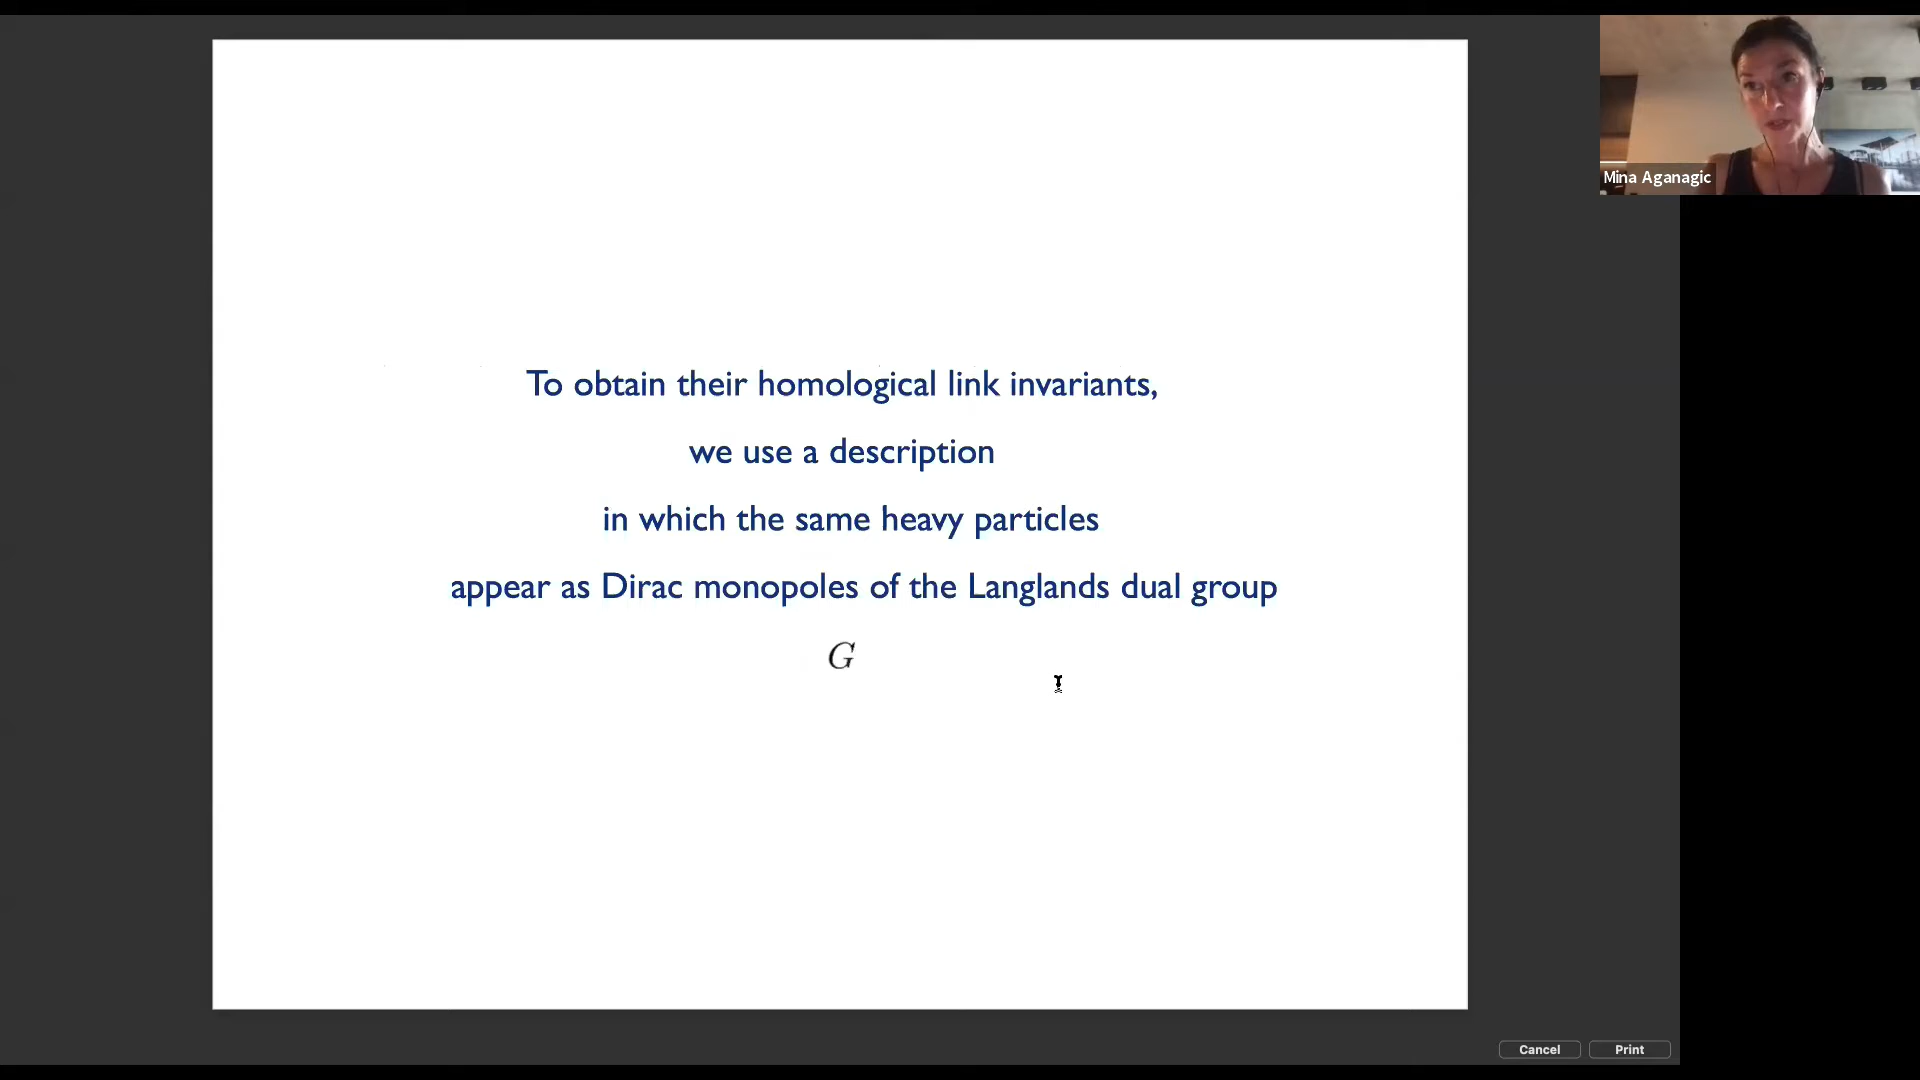 Mina Aganagic
To obtain their homological link invariants,
we use a description
in which the same heavy particles
appear as Dirac monopoles of the Langlands dual group
G
Cancel
Print